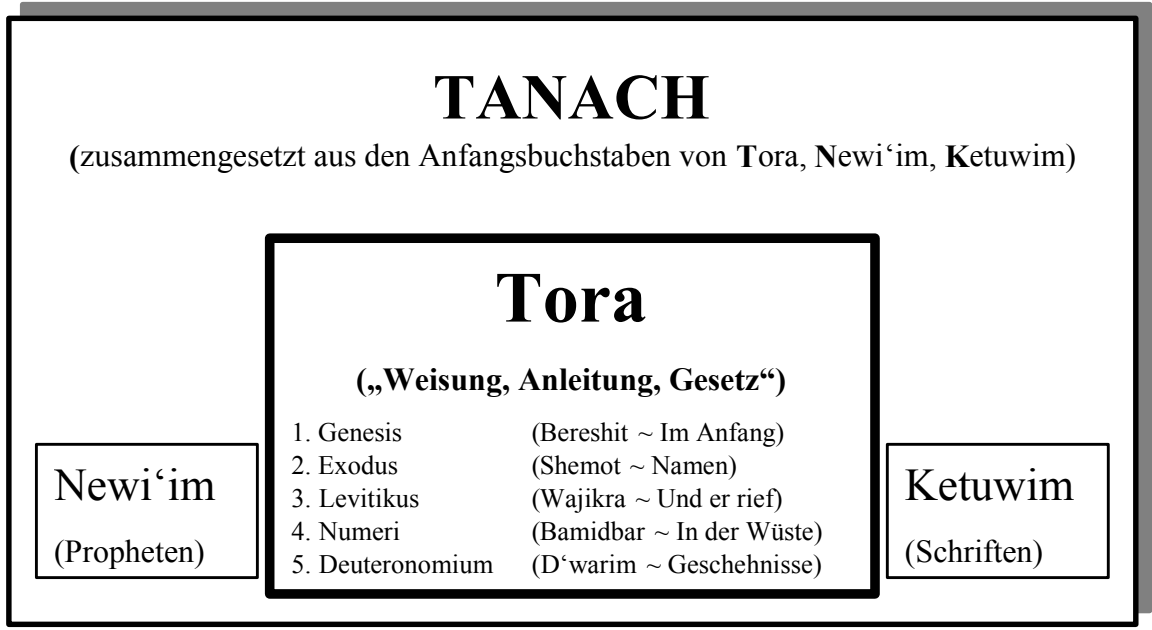 TANACH
(zusammengesetzt aus den Anfangsbuchstaben von Tora, Newi‘im, Ketuwim)
Tora
(„Weisung, Anleitung, Gesetz“)
1. Genesis (Bereshit ~ Im Anfang)
2. Exodus (Shemot ~ Namen)
3. Levitikus (Wajikra ~ Und er rief)
4. Numeri (Bamidbar ~ In der Wüste)
5. Deuteronomium (D‘warim ~ Geschehnisse)
Newi‘im
(Propheten)
Ketuwim
(Schriften)